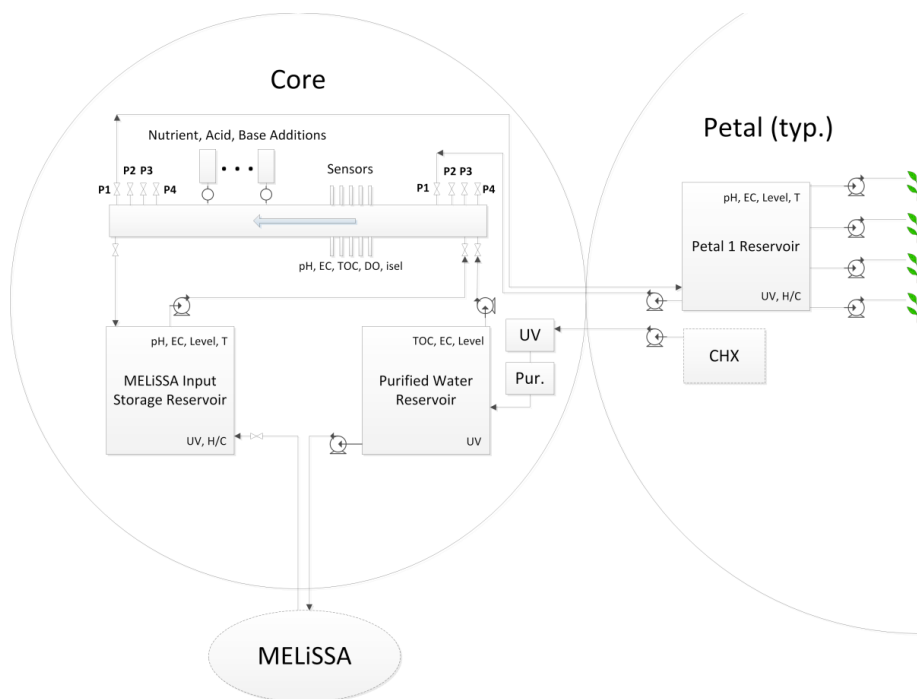 Core
Petal (typ.)
Nutrient, Acid, Base Additions
Sensors
P1
P2
P3
P4
P1
P2
P3
P4
pH, EC, TOC, DO, isel
pH, EC, Level, T
Petal 1 Reservoir
UV, H/C
pH, EC, Level, T
MELiSSA Input
Storage Reservoir
UV, H/C
TOC, EC, Level
Purified Water
Reservoir
UV
UV
Pur.
CHX
MELiSSA